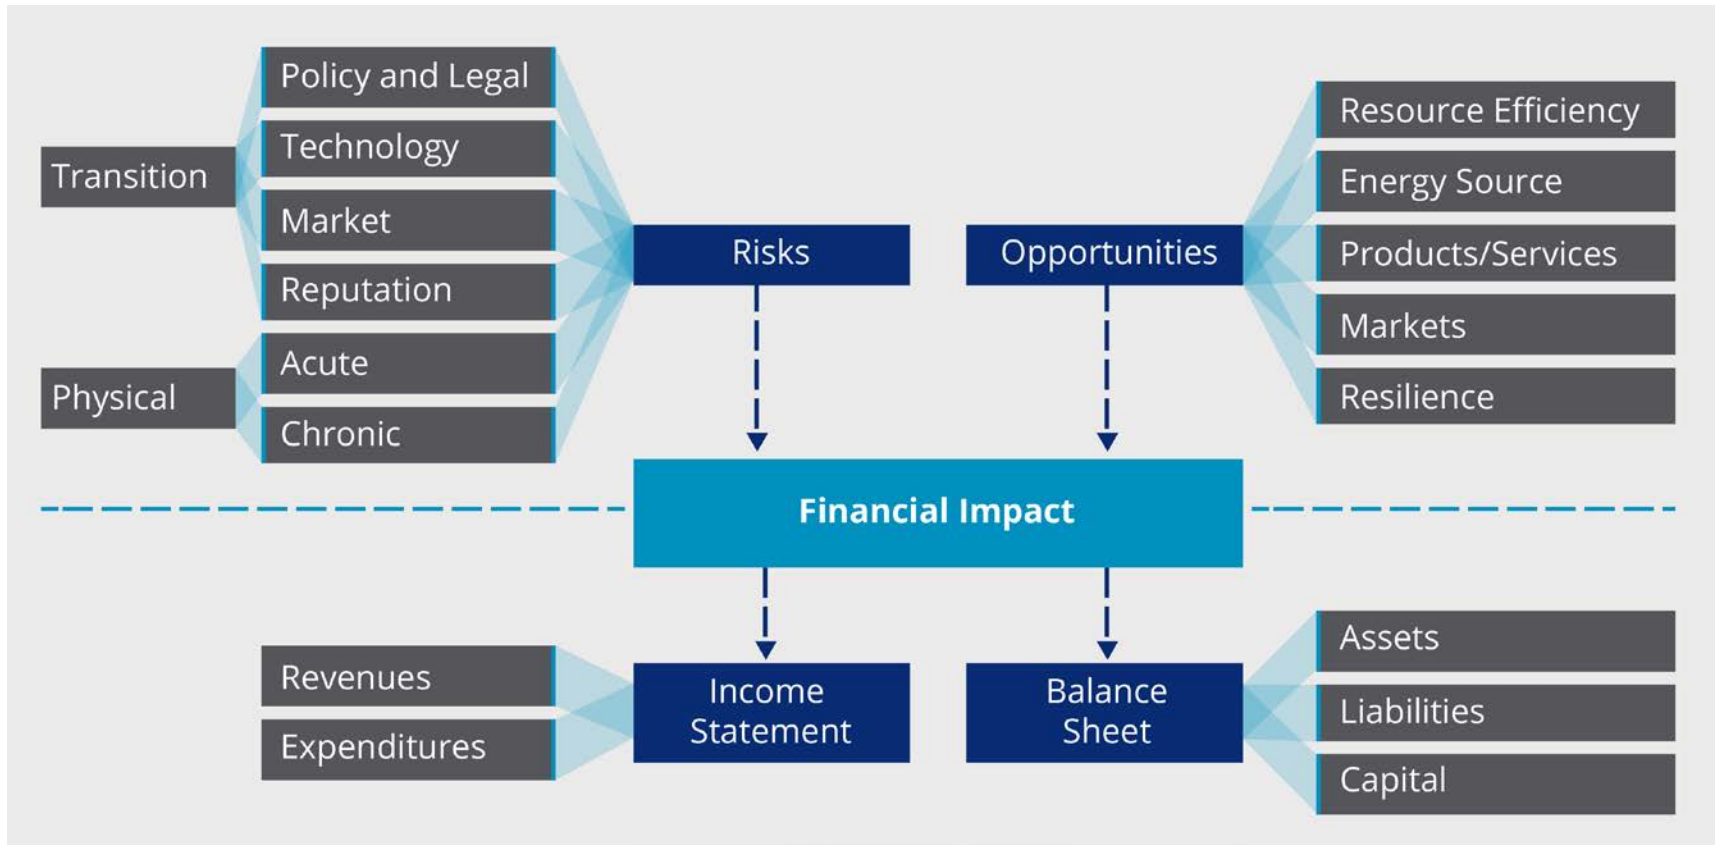 Transition
Physical
Policy and Legal
Technology
Market
Reputation
Acute
Chronic
Risks
Opportunities
Resource Efficiency
Energy Source
Products/Services
Markets
Resilience
Financial Impact
Revenues
Expenditures
Income
Statement
Balance
Sheet
Assets
Liabilities
Capital